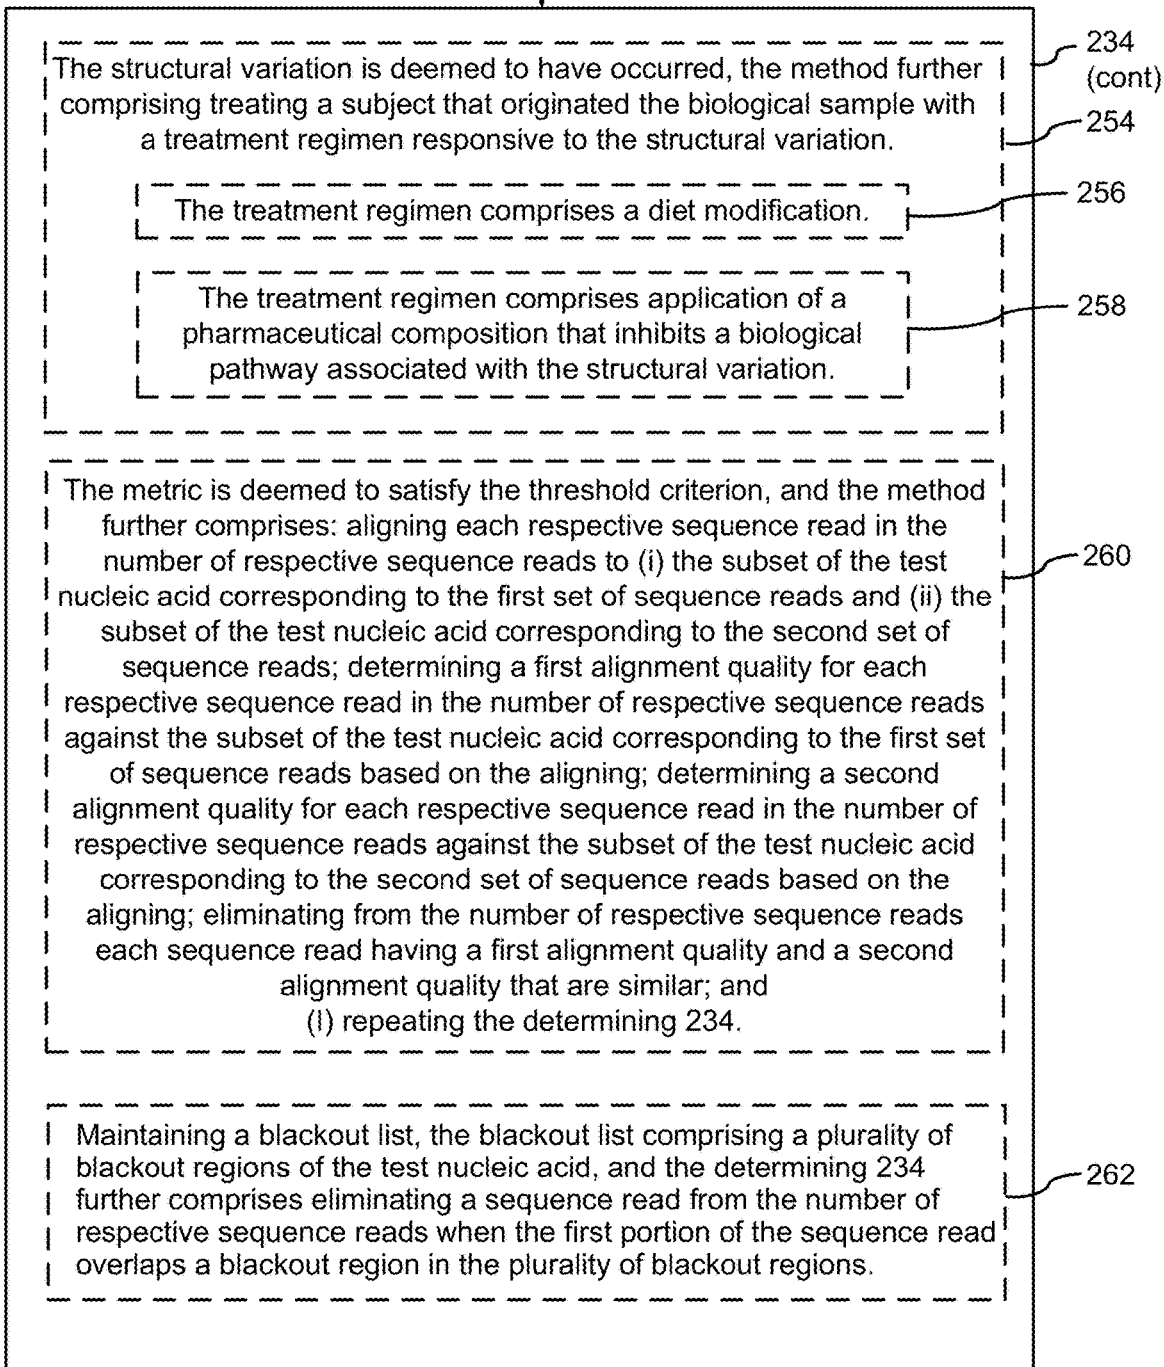 234
(cont)
The structural variation is deemed to have occurred, the method further
comprising treating a subject that originated the biological sample with
a treatment regimen responsive to the structural variation.
254
The treatment regimen comprises a diet modification.
256
The treatment regimen comprises application of a
pharmaceutical composition that inhibits a biological
pathway associated with the structural variation.
258
The metric is deemed to satisfy the threshold criterion, and the method
further comprises: aligning each respective sequence read in the
number of respective sequence reads to (i) the subset of the test
nucleic acid corresponding to the first set of sequence reads and (ii) the
subset of the test nucleic acid corresponding to the second set of
sequence reads; determining a first alignment quality for each
respective sequence read in the number of respective sequence reads
against the subset of the test nucleic acid corresponding to the first set
of sequence reads based on the aligning; determining a second
alignment quality for each respective sequence read in the number of
respective sequence reads against the subset of the test nucleic acid
corresponding to the second set of sequence reads based on the
aligning; eliminating from the number of respective sequence reads
each sequence read having a first alignment quality and a second
alignment quality that are similar; and
(I) repeating the determining 234.
260
Maintaining a blackout list, the blackout list comprising a plurality of
blackout regions of the test nucleic acid, and the determining 234
further comprises eliminating a sequence read from the number of
respective sequence reads when the first portion of the sequence read
overlaps a blackout region in the plurality of blackout regions.
262